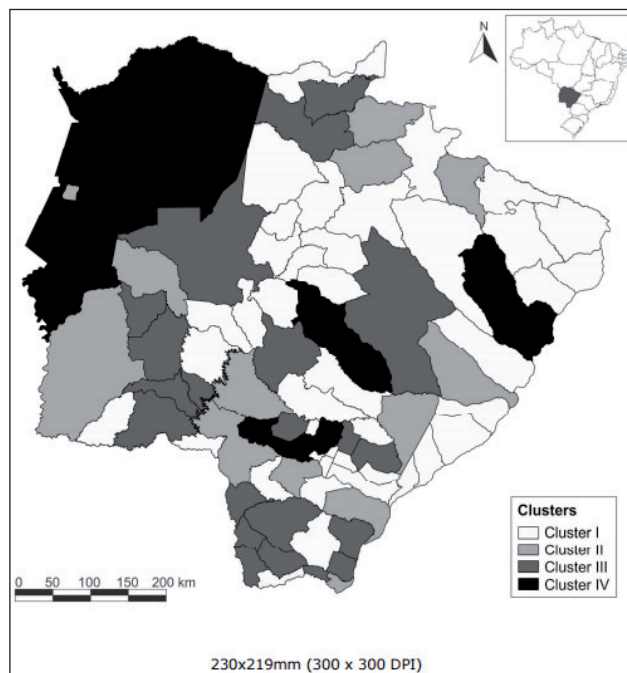 N
Clusters
Cluster I
Cluster II
Cluster III
Cluster IV
0 50 100 150 200 km
230x219mm (300 x 300 DPI)